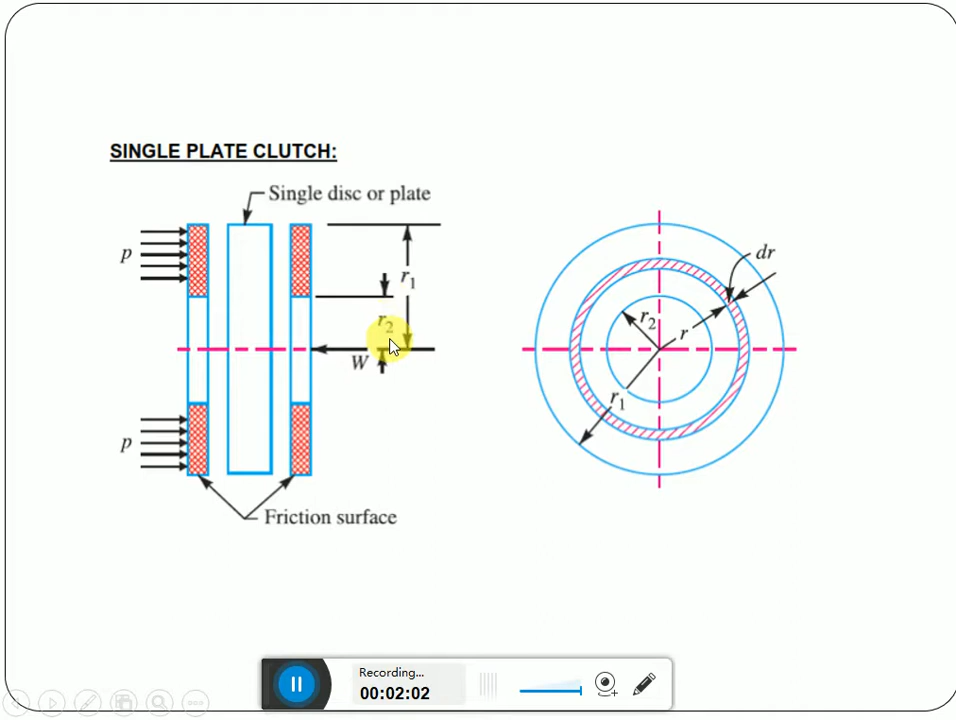 SINGLE PLATE CLUTCH:
Single disc or plate
p
r1
r2
W
p
Friction surface
dr
r2
r
r1
Recording...
00:02:02